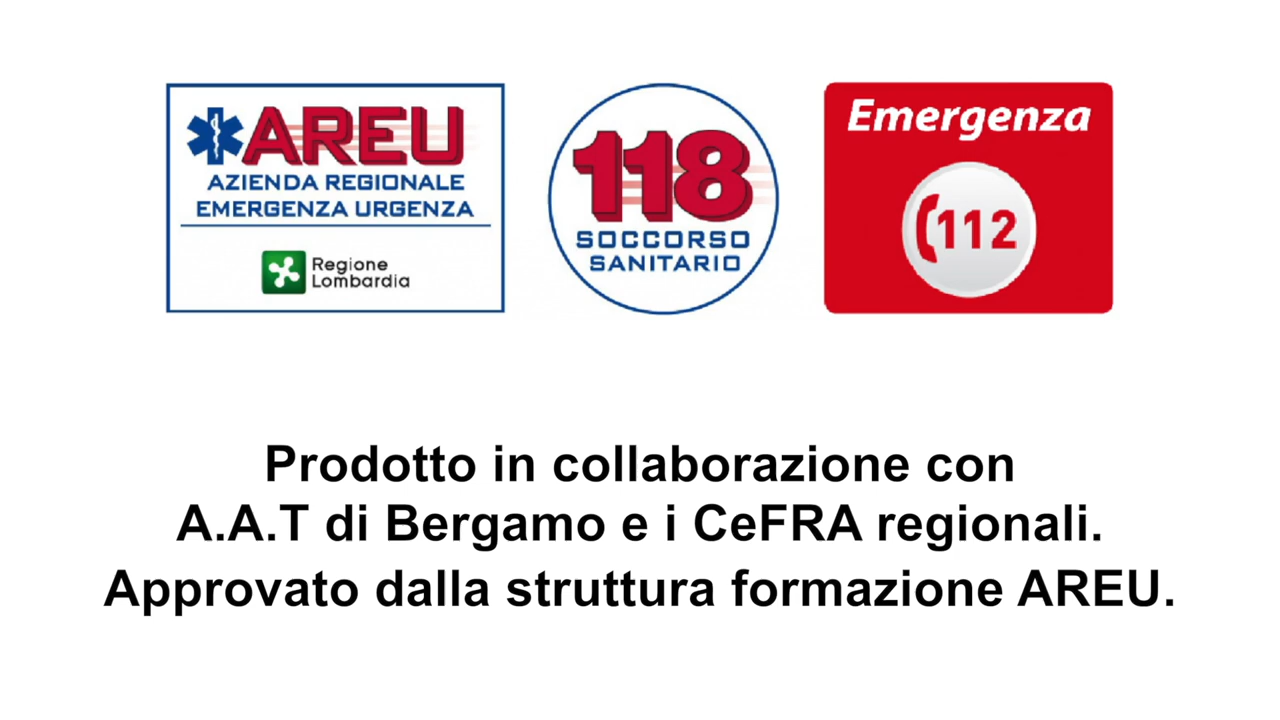 AREU
AZIENDA REGIONALE
EMERGENZA URGENZA
Regione
Lombardia
118
SOCCORSO
SANITARIO
Emergenza
112
Prodotto in collaborazione con
A.A.T di Bergamo e i CeFRA regionali.
Approvato dalla struttura formazione AREU.